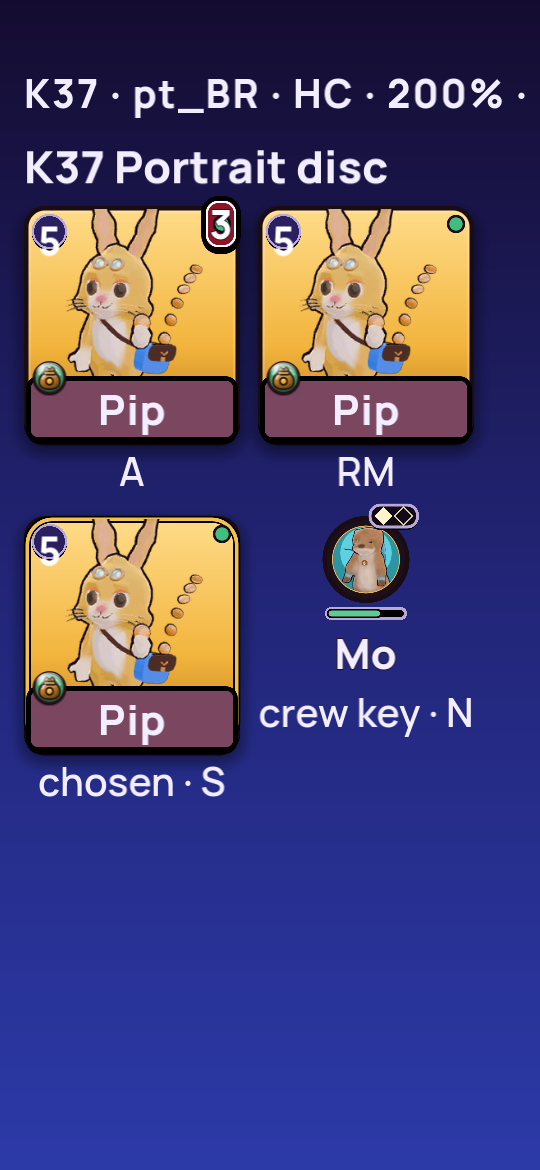 K37 · pt_BR · HC · 200% ·
K37 Portrait disc
5 3 5
Pip Pip
A RM
5
Pip Mo
chosen · S crew key · N